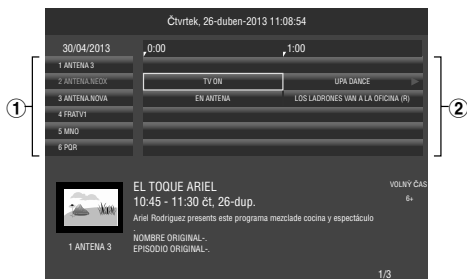 Čtvrtek, 26-duben-2013 11:08:54
30/04/2013 0:00 1:00
1 ANTENA 3
2 ANTENA.NEOX TV ON UPA DANCE
3 ANTENA.NOVA EN ANTENA LOS LADRONES VAN A LA OFICINA (R)
4 FRATV1
5 MNO
6 PQR
1 2
EL TOQUE ARIEL VOLNÝ ČAS
10:45 - 11:30 čt, 26-dup. 6+
Ariel Rodriguez presents este programa mezclade cocina y espectáculo
.
NOMBRE ORIGINAL-.
EPISODIO ORIGINAL-.
1 ANTENA 3
1/3